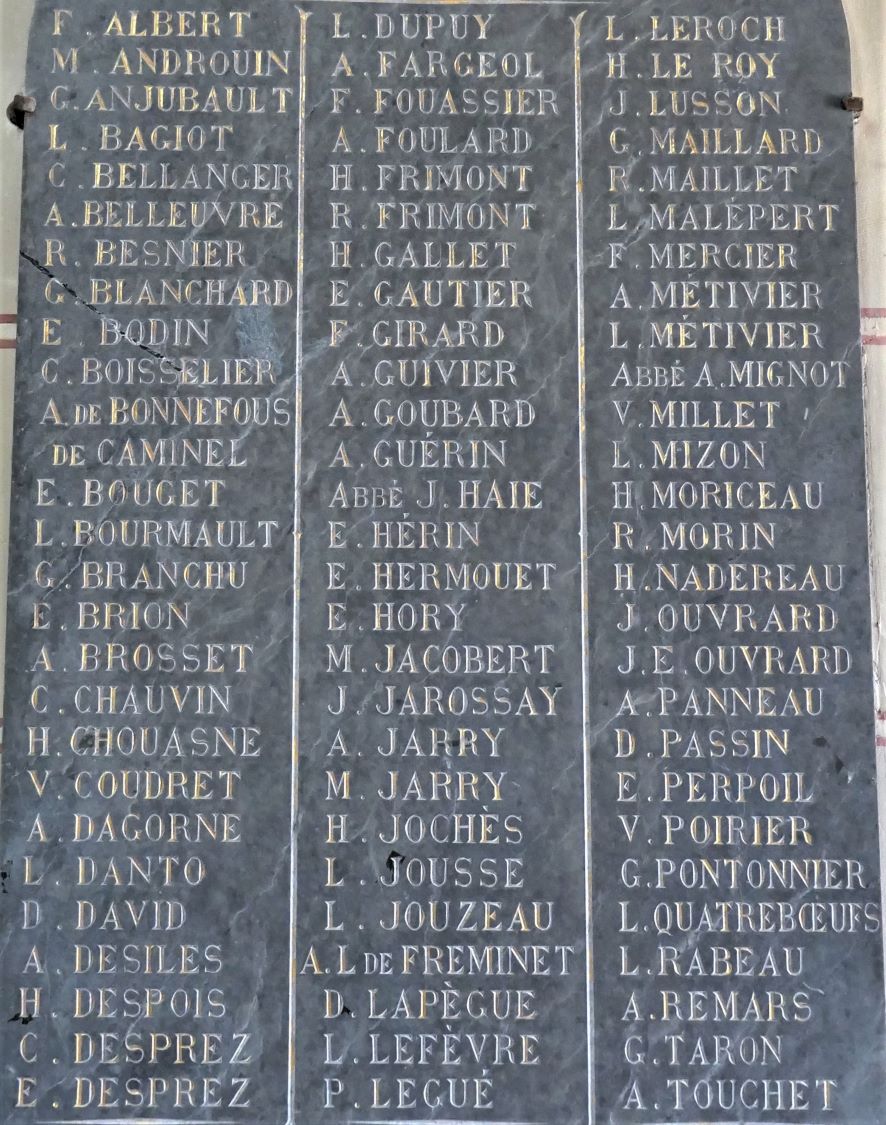 F. ALBERT
M. ANDROUIN
G. ANJUBAULT
L. BAGIOT
C. BELLANGER
A. BELLEUVRE
R. BESNIER
G. BLANCHARD
E. BODIN
C. BOISSELIER
A. DE BONNEFOUS
DE CAMINEL
E. BOUGET
L. BOURMAULT
G. BRANCHU
E. BRION
A. BROSSET
C. CHAUVIN
H. CHOUASNE
V. COUDRET
A. DAGORNE
L. DANTO
D. DAVID
A. DESILES
H. DESPOIS
C. DESPREZ
E. DESPREZ
L. DUPUY
A. FARGEOL
F. FOUASSIER
A. FOULARD
H. FRIMONT
R. FRIMONT
H. GALLET
E. GAUTIER
F. GIRARD
A. GUIVIER
A. GOUBARD
A. GUÉRIN
ABBÉ J. HAIE
E. HÉRIN
E. HERMOUET
E. HORY
M. JACOBERT
J. JAROSSAY
A. JARRY
M. JARRY
H. JOCHÈS
L. JOUSSE
L. JOUZEAU
A. L DE FREMINET
D. LAPÈGUE
L. LEFÈVRE
P. LEGUÉ
L. LEROCH
H. LE ROY
J. LUSSON
G. MAILLARD
R. MAILLET
L. MALÉPERT
F. MERCIER
A. MÉTIVIER
L. MÉTIVIER
ABBÉ A. MIGNOT
V. MILLET
L. MIZON
H. MORICEAU
R. MORIN
H. NADEREAU
J. OUVRARD
J. E. OUVRARD
A. PANNEAU
D. PASSIN
E. PERPOIL
V. POIRIER
G. PONTONNIER
L. QUATREBŒUFS
L. RABEAU
A. REMARS
G. TARON
A. TOUCHET